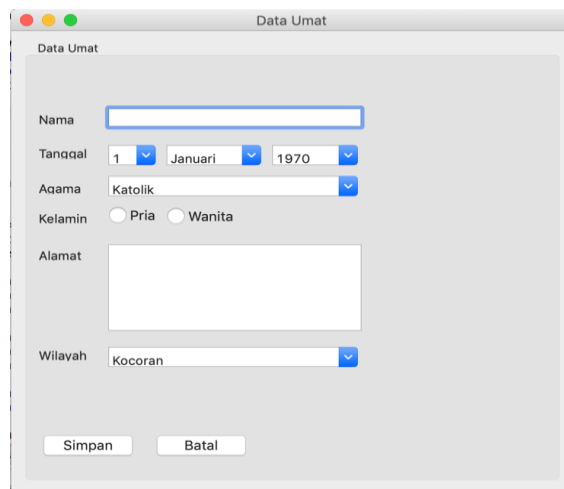 Data Umat
Data Umat
Nama
Tanggal 1 Januari 1970
Agama Katolik
Kelamin Pria Wanita
Alamat
Wilayah Kocoran
Simpan Batal